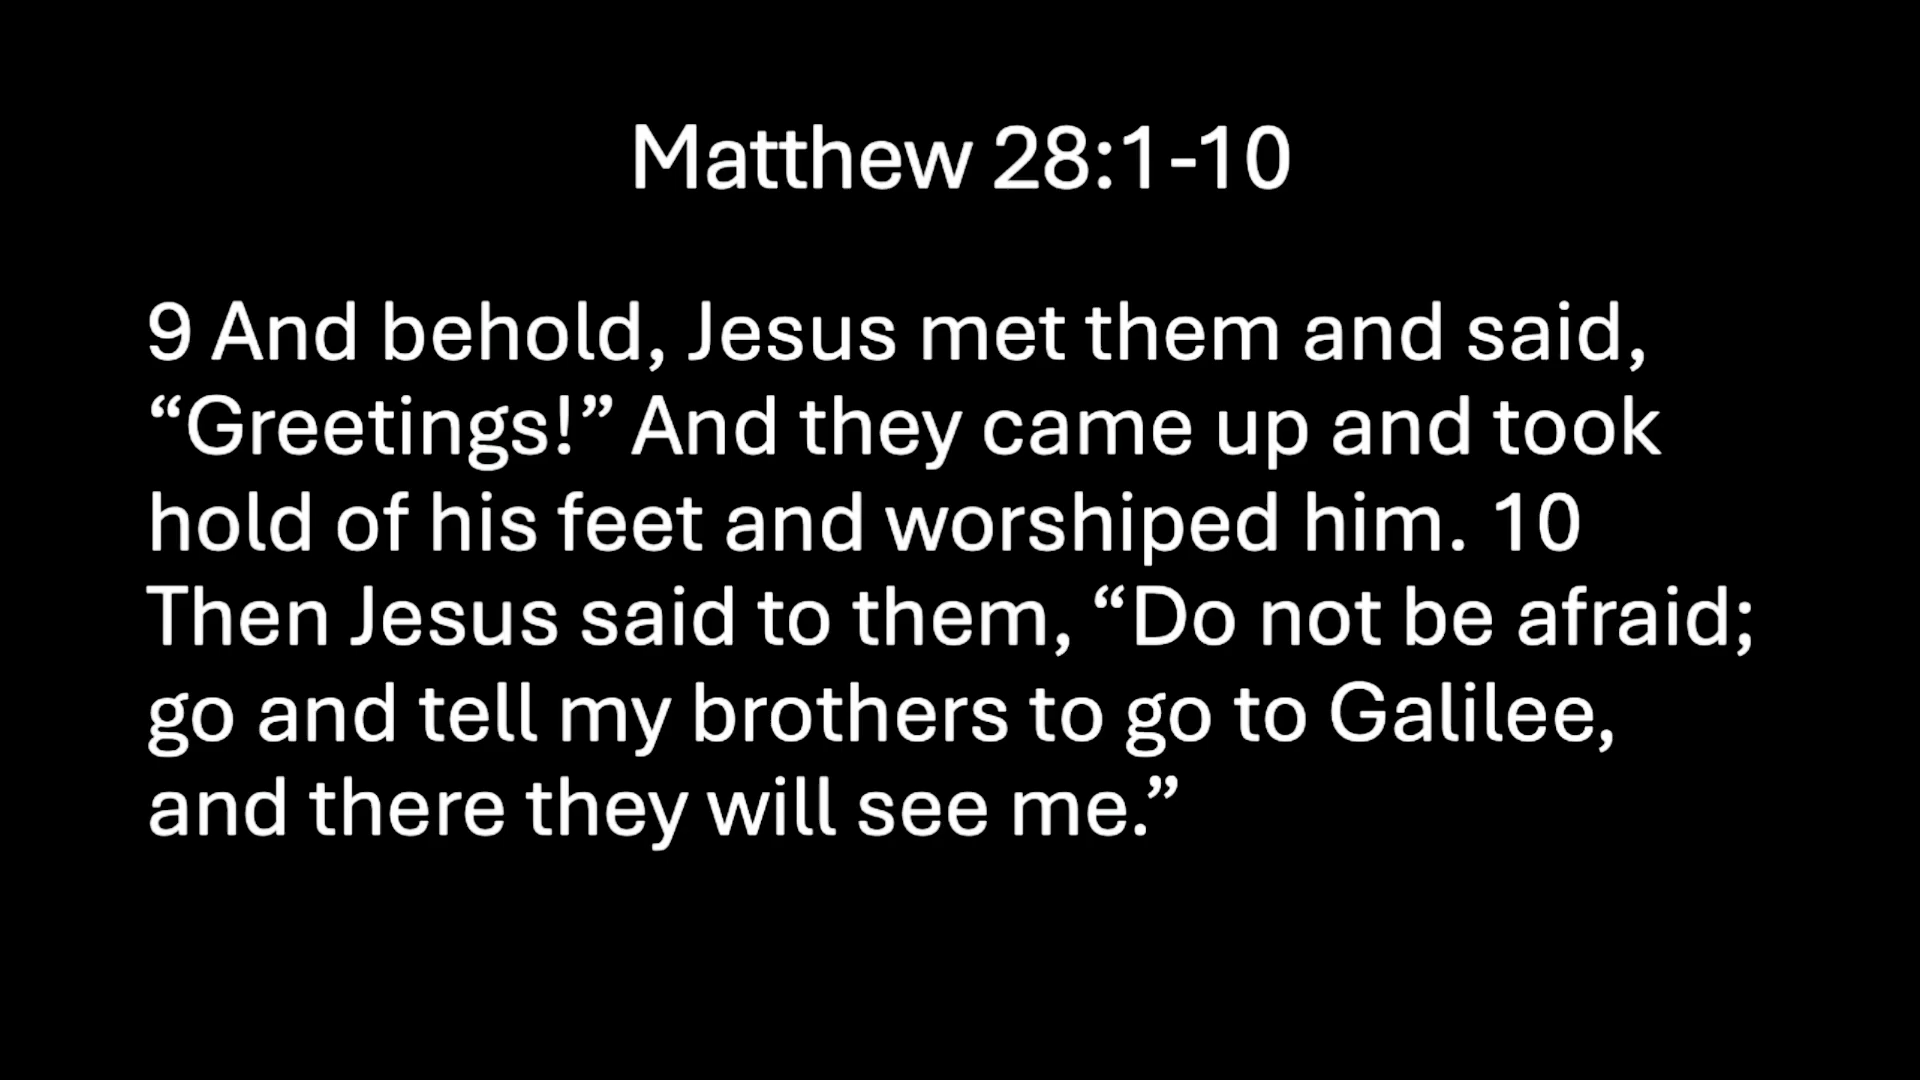 Matthew 28:1-10
9 And behold, Jesus met them and said,
“Greetings!” And they came up and took
hold of his feet and worshiped him. 10
Then Jesus said to them, “Do not be afraid;
go and tell my brothers to go to Galilee,
and there they will see me.”